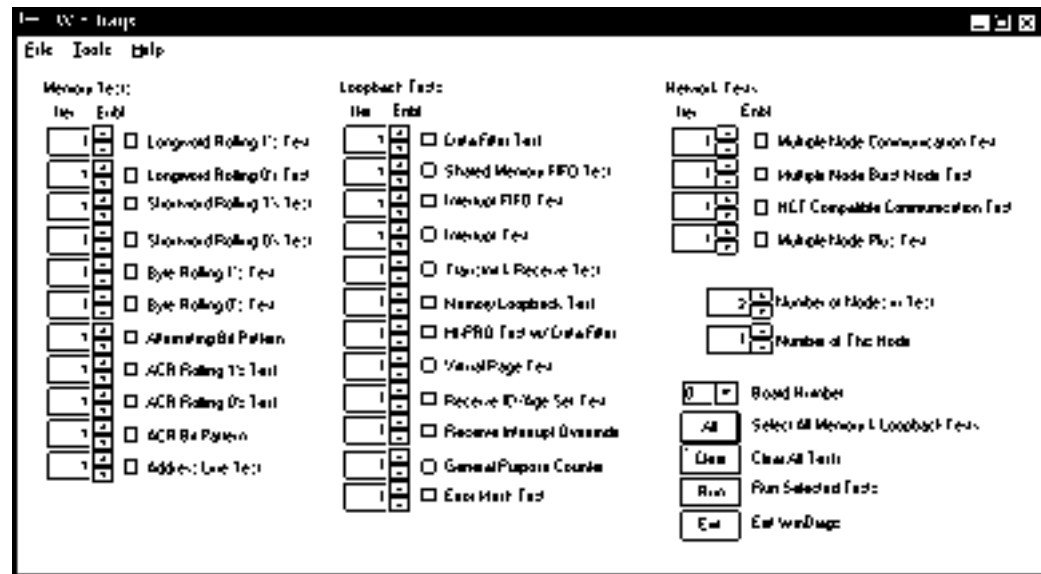 File Tools Help
Memory Tests
Iter Enbl
1 Longword Rolling 1's Test
1 Longword Rolling 0's Test
1 Shortword Rolling 1's Test
1 Shortword Rolling 0's Test
1 Byte Rolling 1's Test
1 Byte Rolling 0's Test
1 Alternating Bit Pattern
1 ACR Rolling 1's Test
1 ACR Rolling 0's Test
1 ACR Bit Pattern
1 Address Line Test
Loopback Tests
Iter Enbl
1 Data Filter Test
1 Shared Memory FIFO Test
1 Interrupt FIFO Test
1 Interrupt Test
1 Transmit & Receive Test
1 Memory Loopback Test
1 HI-PRO Test w/ Data Filter
1 Virtual Page Test
1 Receive ID/Age Set Test
1 Receive Interrupt Override
1 General Purpose Counter
1 Error Test
Network Tests
Iter Enbl
1 Multiple Node Communication Test
1 Multiple Node Burst Mode Test
1 Compatible Communication Test
1 Multiple Node Test
2 Number of Nodes in Test
1 Number of This Node
0 Board Number
All Select All Memory & Loopback Tests
Clear Clear All Tests
Run Run Selected Tests
Exit Exit WinDiags